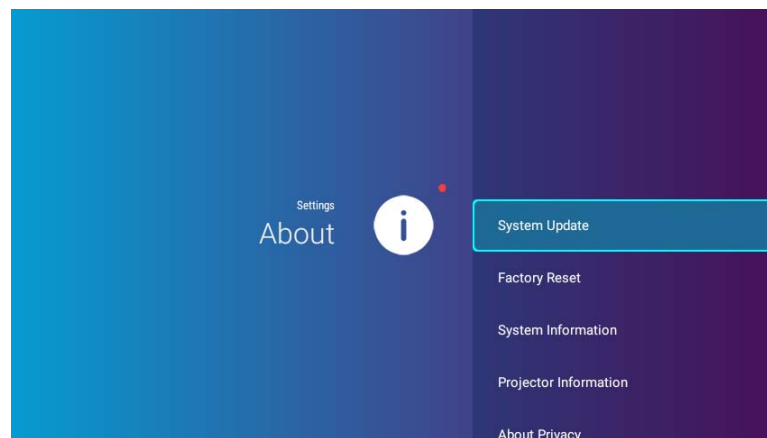 Settings
About
System Update
Factory Reset
System Information
Projector Information
About Privacy